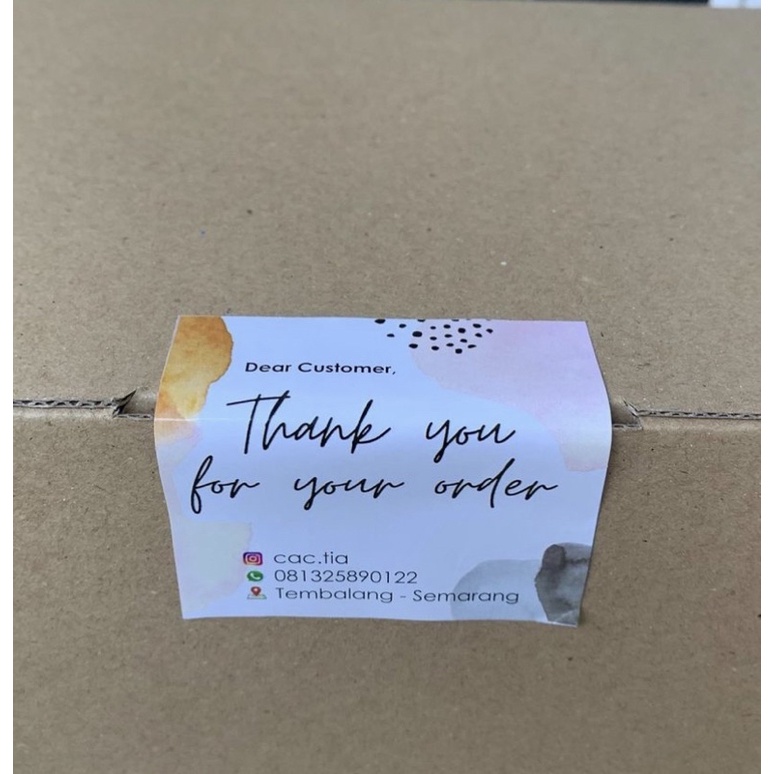 Dear Customer,
Thank you
for your order
cac.tia
081325890122
Tembalang - Semarang